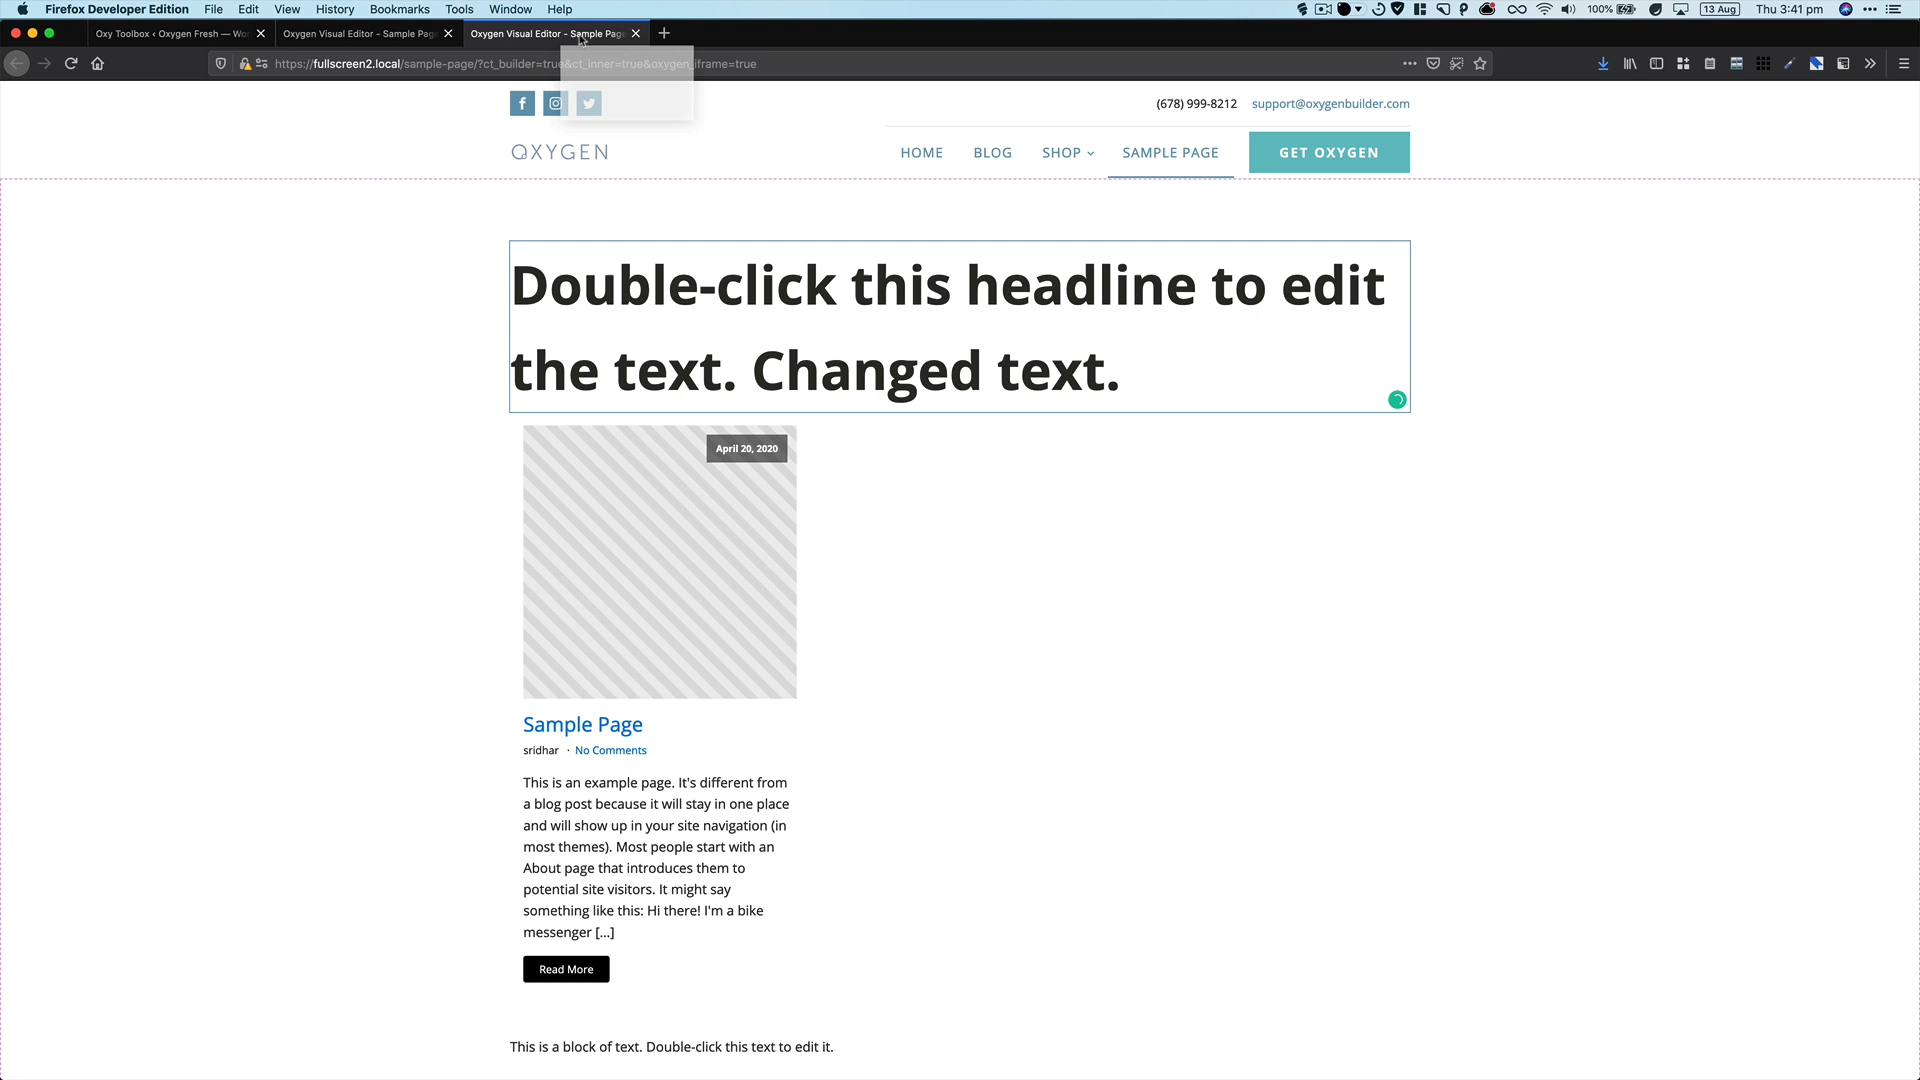 Firefox Developer Edition File Edit View History Bookmarks Tools Window Help 100% 13 Aug Thu 3:41 pm
Oxy Toolbox ‹ Oxygen Fresh — Wor Oxygen Visual Editor - Sample Page Oxygen Visual Editor - Sample Page
https://fullscreen2.local/sample-page/?ct_builder=true&ct_inner=true&oxygen_iframe=true
(678) 999-8212 support@oxygenbuilder.com
OXYGEN HOME BLOG SHOP SAMPLE PAGE GET OXYGEN
Double-click this headline to edit
the text. Changed text.
April 20, 2020
Sample Page
sridhar · No Comments
This is an example page. It's different from
a blog post because it will stay in one place
and will show up in your site navigation (in
most themes). Most people start with an
About page that introduces them to
potential site visitors. It might say
something like this: Hi there! I'm a bike
messenger [...]
Read More
This is a block of text. Double-click this text to edit it.